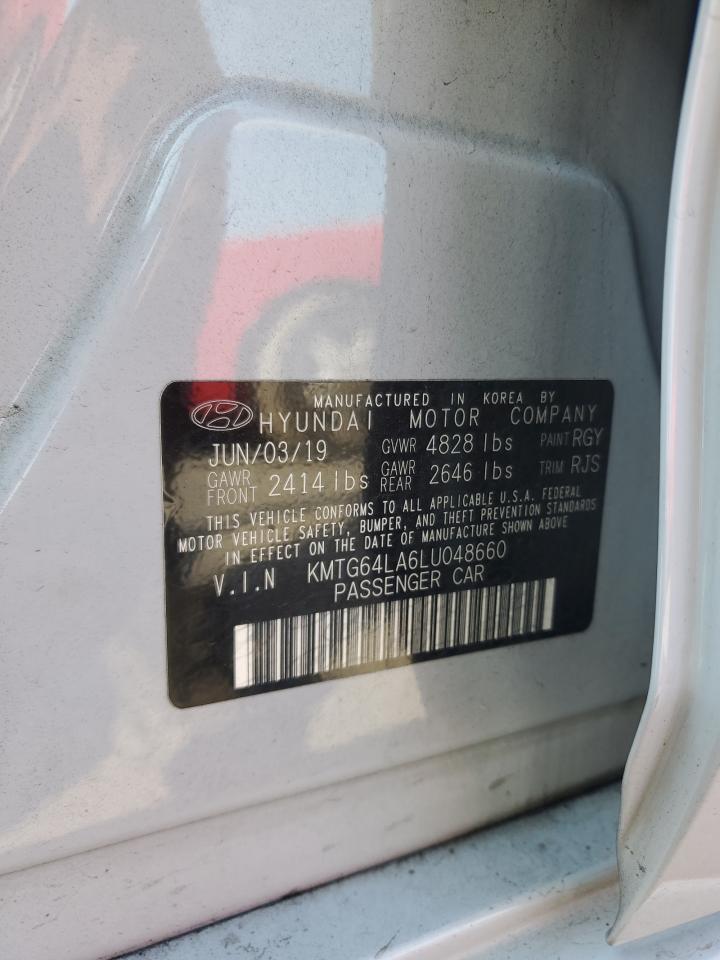 MANUFACTURED IN KOREA BY
HYUNDAI MOTOR COMPANY
JUN/03/19 GVWR 4828 lbs PAINT RGY
GAWR FRONT 2414 lbs GAWR REAR 2646 lbs TRIM RJS
THIS VEHICLE CONFORMS TO ALL APPLICABLE U.S.A. FEDERAL
MOTOR VEHICLE SAFETY, BUMPER, AND THEFT PREVENTION STANDARDS
IN EFFECT ON THE DATE OF MANUFACTURE SHOWN ABOVE
V.I.N KMTG64LA6LU048660
PASSENGER CAR